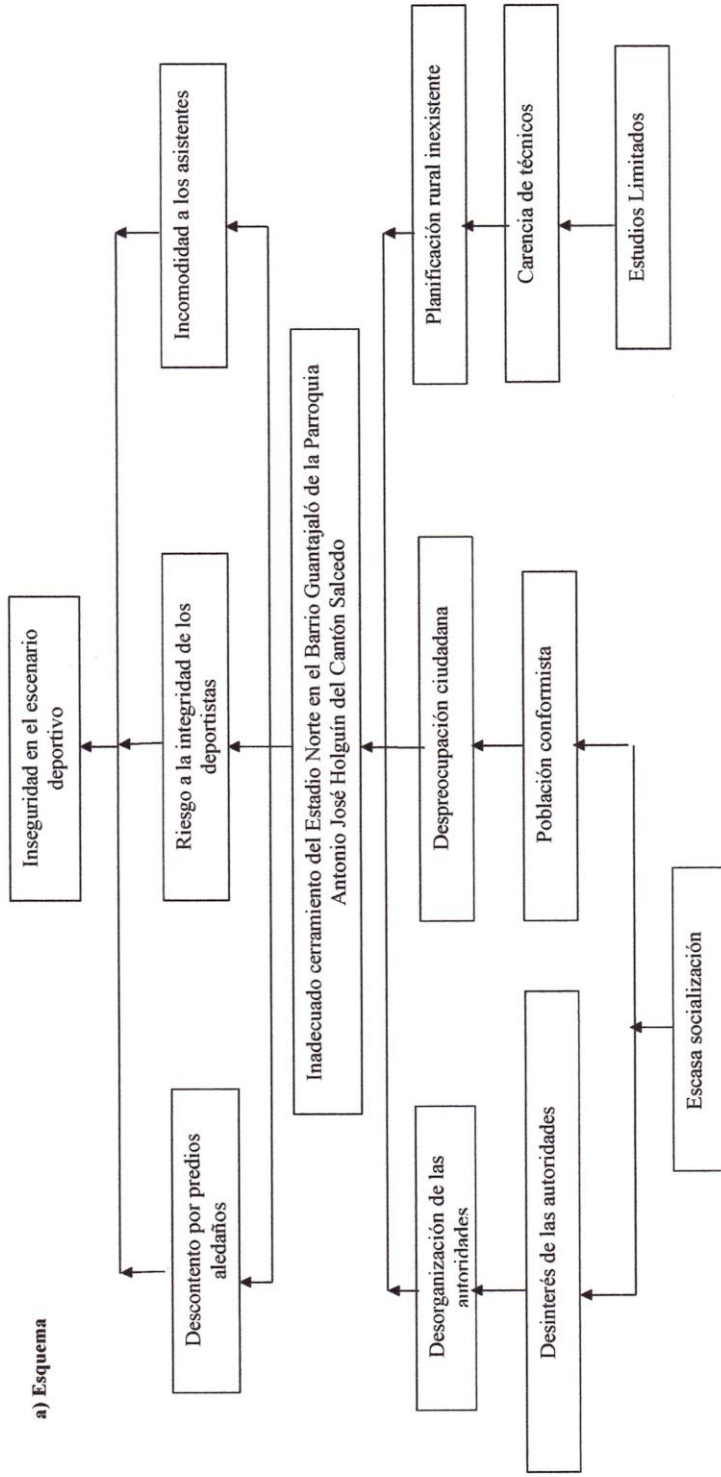 a) Esquema
Inseguridad en el escenario
deportivo
Descontento por predios
aledaños
Riesgo a la integridad de los
deportistas
Incomodidad a los asistentes
Inadecuado cerramiento del Estadio Norte en el Barrio Guantajaló de la Parroquia
Antonio José Holguín del Cantón Salcedo
Desorganización de las
autoridades
Despreocupación ciudadana
Planificación rural inexistente
Desinterés de las autoridades
Población conformista
Carencia de técnicos
Escasa socialización
Estudios Limitados